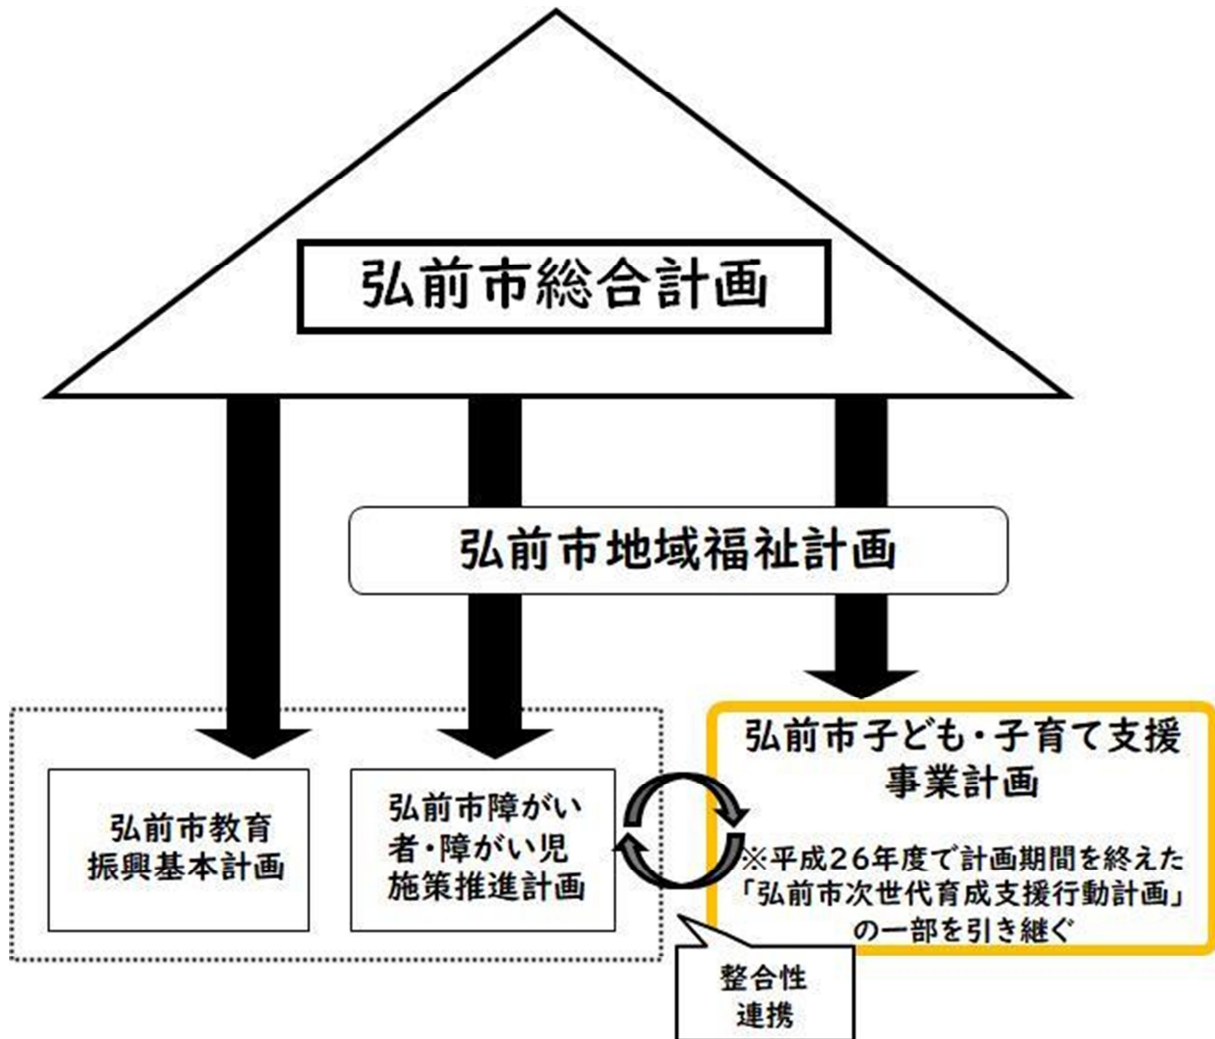 弘前市総合計画
弘前市地域福祉計画
弘前市教育
振興基本計画
弘前市障がい
者・障がい児
施策推進計画
弘前市子ども・子育て支援
事業計画
※平成26年度で計画期間を終えた
「弘前市次世代育成支援行動計画」
の一部を引き継ぐ
整合性
連携